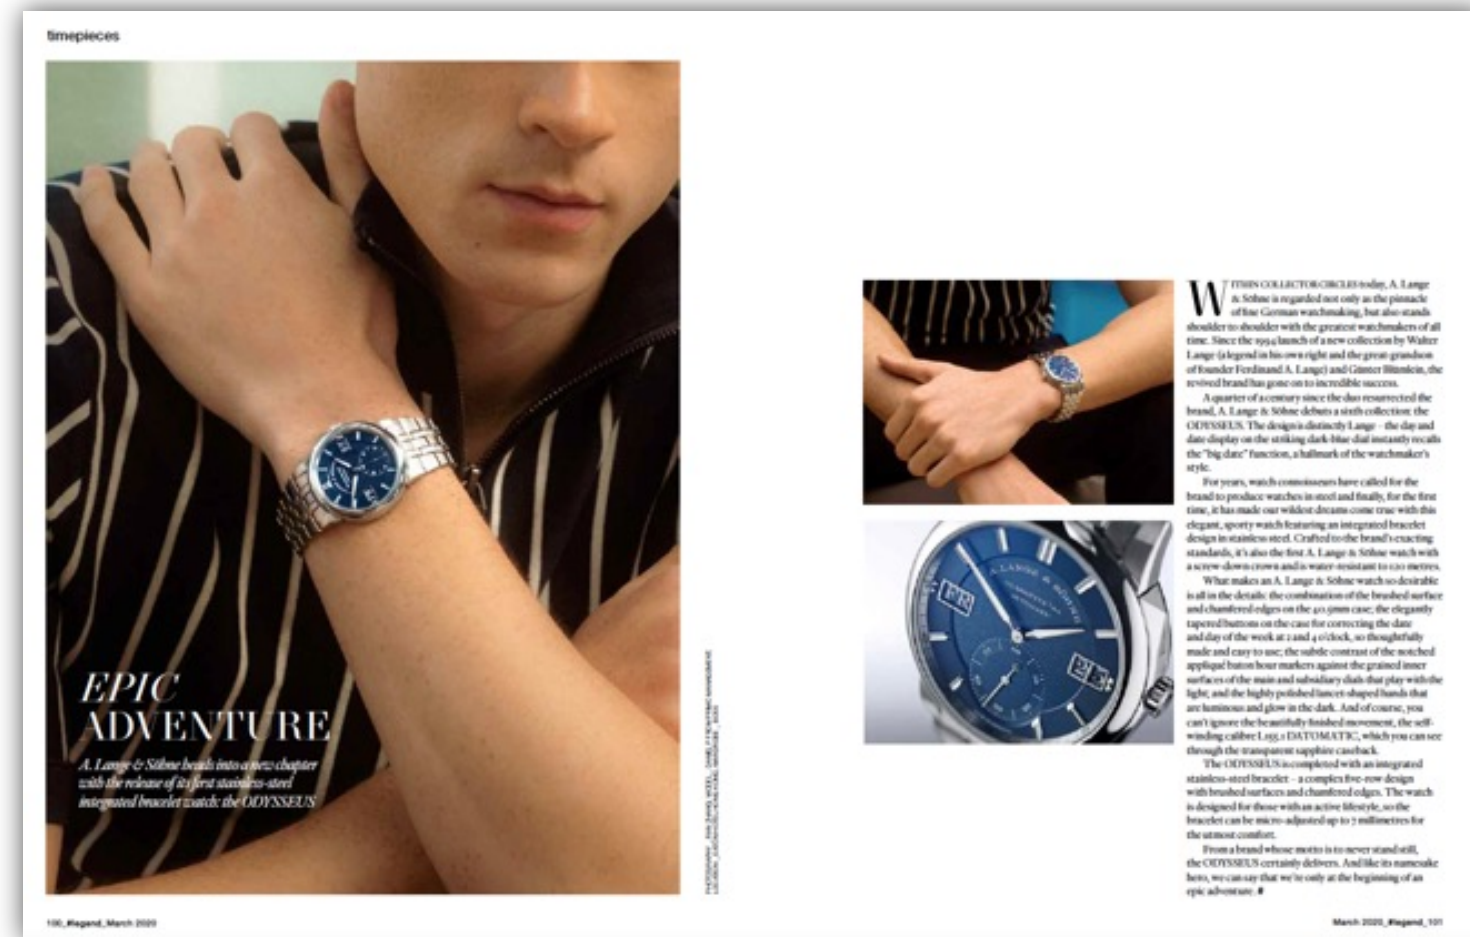 timepieces
EPIC
ADVENTURE
A. Lange & Söhne heads into a new chapter
with the release of its first stainless-steel
integrated bracelet watch: the ODYSSEUS
100_#legend_March 2020
A. LANGE & SÖHNE
FR
25
WITHIN COLLECTOR CIRCLES today, A. Lange
& Söhne is regarded not only as the pinnacle
of fine German watchmaking, but also stands
shoulder to shoulder with the greatest watchmakers of all
time. Since the 1994 launch of a new collection by Walter
Lange (a legend in his own right and the great-grandson
of founder Ferdinand A. Lange) and Günter Blümlein, the
revived brand has gone on to incredible success.
A quarter of a century since the duo resurrected the
brand, A. Lange & Söhne debuts a sixth collection: the
ODYSSEUS. The design is distinctly Lange – the day and
date display on the striking dark-blue dial instantly recalls
the "big date" function, a hallmark of the watchmaker's
style.
For years, watch connoisseurs have called for the
brand to produce watches in steel and finally, for the first
time, it has made our wildest dreams come true with this
elegant, sporty watch featuring an integrated bracelet
design in stainless steel. Crafted to the brand's exacting
standards, it's also the first A. Lange & Söhne watch with
a screw-down crown and is water-resistant to 120 metres.
What makes an A. Lange & Söhne watch so desirable
is all in the details: the combination of the brushed surface
and chamfered edges on the 40.5mm case; the elegantly
tapered buttons on the case for correcting the date
and day of the week at 2 and 4 o'clock, so thoughtfully
made and easy to use; the subtle contrast of the notched
appliqué baton hour markers against the grained inner
surfaces of the main and subsidiary dials that play with the
light; and the highly polished lancet-shaped hands that
are luminous and glow in the dark. And of course, you
can't ignore the beautifully finished movement, the self-
winding calibre L155.1 DATOMATIC, which you can see
through the transparent sapphire caseback.
The ODYSSEUS is completed with an integrated
stainless-steel bracelet – a complex five-row design
with brushed surfaces and chamfered edges. The watch
is designed for those with an active lifestyle, so the
bracelet can be micro-adjusted up to 7 millimetres for
the utmost comfort.
From a brand whose motto is to never stand still,
the ODYSSEUS certainly delivers. And like its namesake
hero, we can say that we're only at the beginning of an
epic adventure. #
March 2020_#legend_101